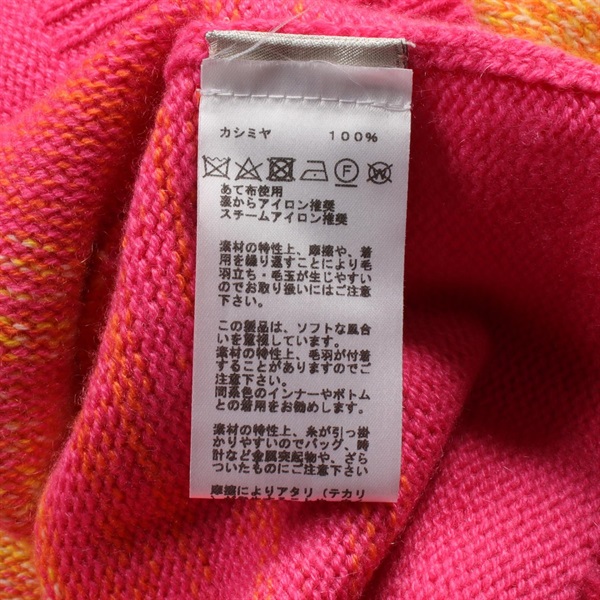 カシミヤ 100%
あて布使用
裏からアイロン推奨
スチームアイロン推奨
素材の特性上、摩擦や、着
用を繰り返すことにより毛
羽立ち・毛玉が生じやすい
のでお取り扱いにはご注意
下さい。
この製品は、ソフトな風合
いを重視しています。
素材の特性上、毛羽が付着
することがありますのでご
注意下さい。
同系色のインナーやボトム
との着用をお勧めします。
素材の特性上、糸が引っ掛
かりやすいのでバッグ、時
計など金属突起物や、ざら
ついたものにご注意下さい
摩擦によりアタリ(テカリ